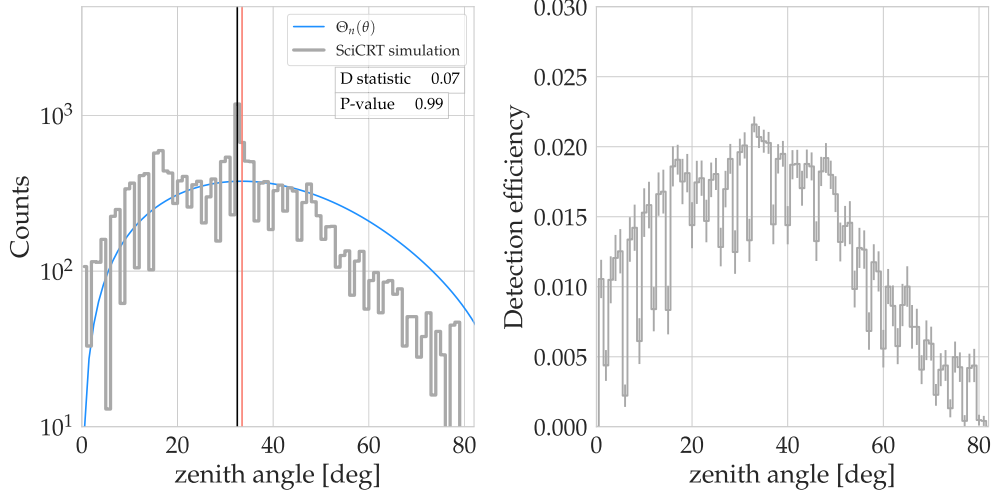 Θₙ(θ)
SciCRT simulation
D statistic 0.07
P-value 0.99
Counts
10³
10²
10¹
0 20 40 60 80
zenith angle [deg]
Detection efficiency
0.030
0.025
0.020
0.015
0.010
0.005
0.000
0 20 40 60 80
zenith angle [deg]